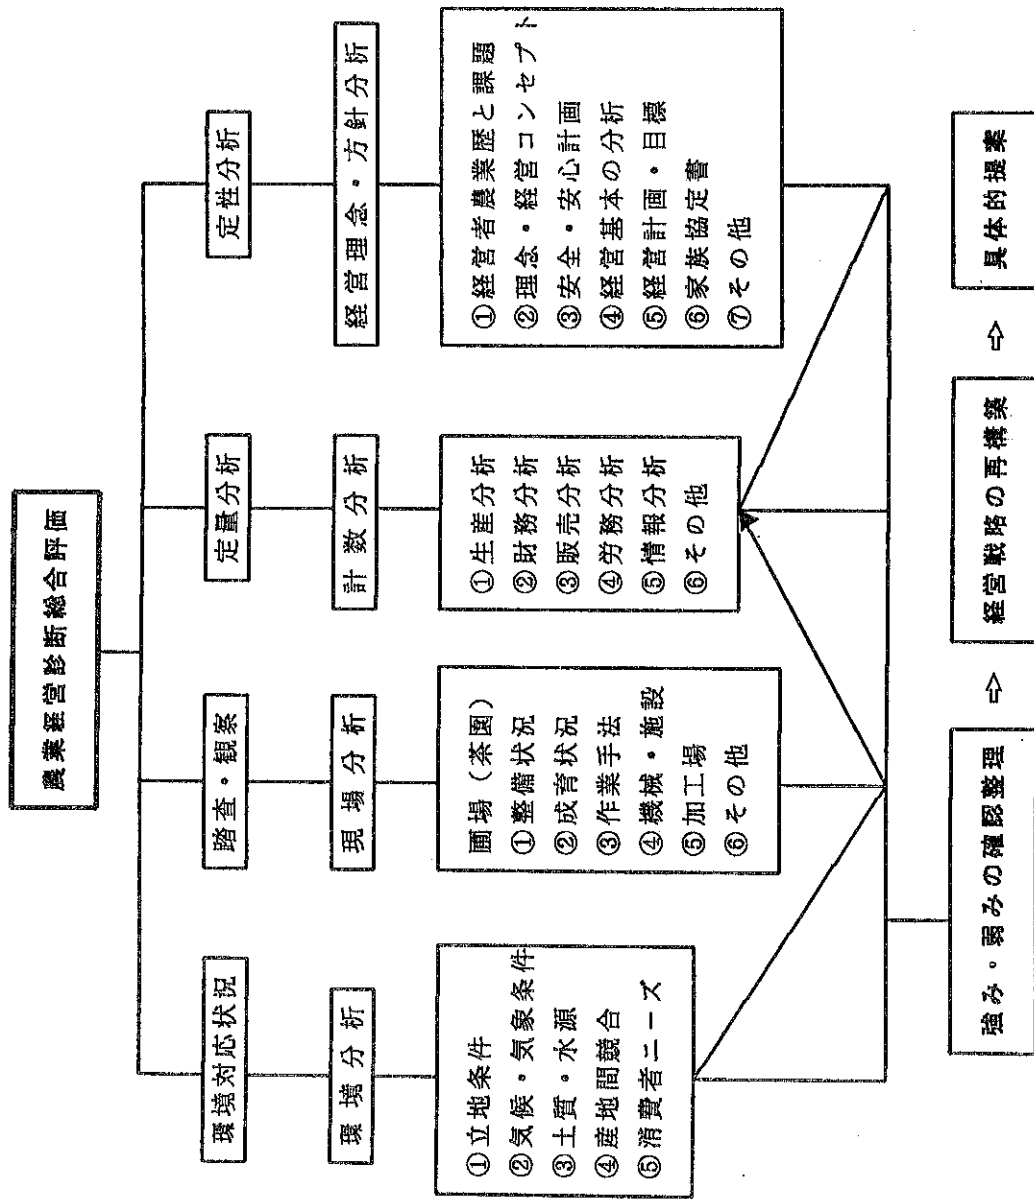 農業経営診断総合評価
環境対応状況
踏査・観察
定量分析
定性分析
環境分析
現場分析
計数分析
経営理念・方針分析
①立地条件
②気候・気象条件
③土質・水源
④産地間競合
⑤消費者ニーズ
圃場（茶園）
①整備状況
②成育状況
③作業手法
④機械・施設
⑤加工場
⑥その他
①生産分析
②財務分析
③販売分析
④労務分析
⑤情報分析
⑥その他
①経営者農業歴と課題
②理念・経営コンセプト
③安全・安心計画
④経営基本の分析
⑤経営計画・目標
⑥家族協定書
⑦その他
強み・弱みの確認整理 ⇨ 経営戦略の再構築 ⇨ 具体的提案